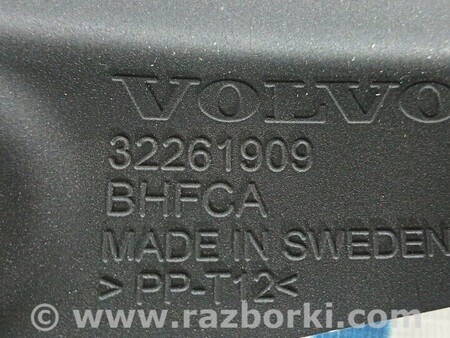 VOLVO
32261909
BHFCA
MADE IN SWEDEN
> PP-T12<
© www.razborki.com